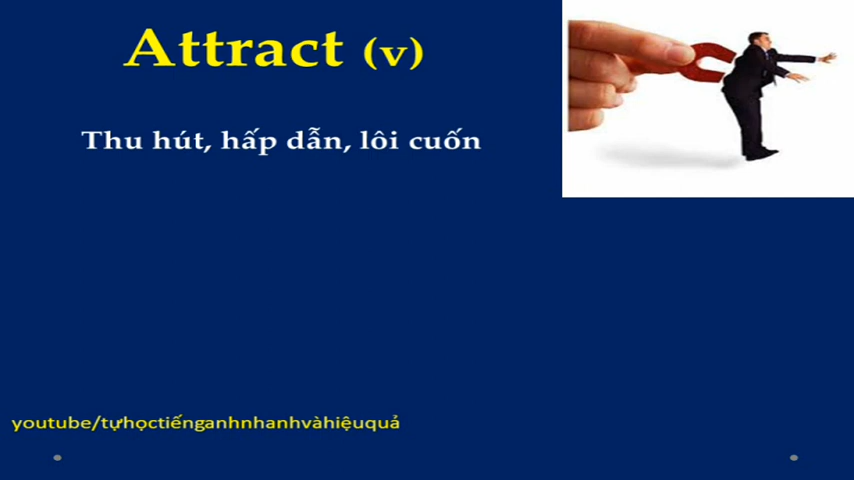 Attract (v)
Thu hút, hấp dẫn, lôi cuốn
youtube/tựhọctiếnganhnhanhvàhiệuquả